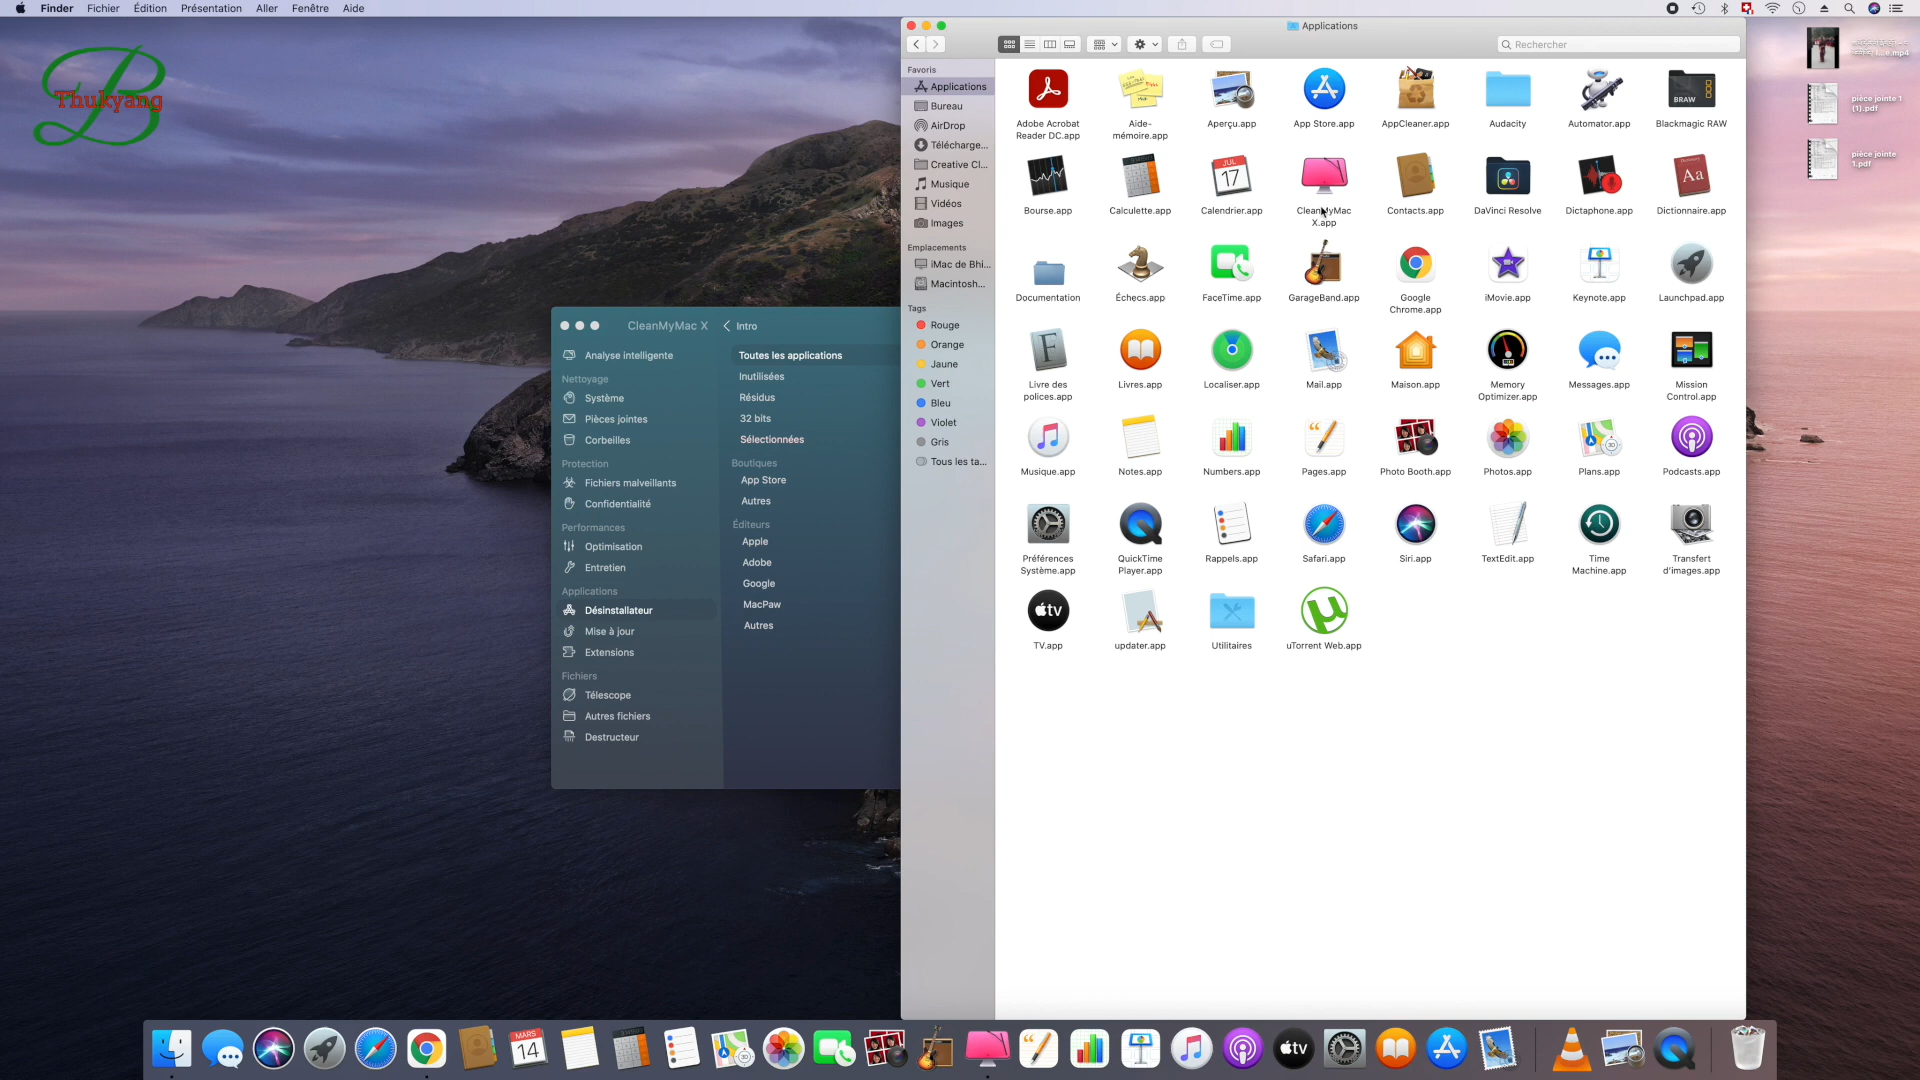 Finder Fichier Édition Présentation Aller Fenêtre Aide
Thukyang
pièce jointe 1
(1).pdf
pièce jointe
1.pdf
CleanMyMac X Intro
Analyse intelligente
Nettoyage
Système
Pièces jointes
Corbeilles
Protection
Fichiers malveillants
Confidentialité
Performances
Optimisation
Entretien
Applications
Désinstallateur
Mise à jour
Extensions
Fichiers
Télescope
Autres fichiers
Destructeur
Toutes les applications
Inutilisées
Résidus
32 bits
Sélectionnées
Boutiques
App Store
Autres
Éditeurs
Apple
Adobe
Google
MacPaw
Autres
Applications
Rechercher
Favoris
Applications
Bureau
AirDrop
Télécharge...
Creative Cl...
Musique
Vidéos
Images
Emplacements
iMac de Bhi...
Macintosh...
Tags
Rouge
Orange
Jaune
Vert
Bleu
Violet
Gris
Tous les ta...
Adobe Acrobat
Reader DC.app
Aide-
mémoire.app
Aperçu.app
App Store.app
AppCleaner.app
Audacity
Automator.app
BRAW
Blackmagic RAW
Bourse.app
Calculette.app
JUL
17
Calendrier.app
CleanMyMac
X.app
Contacts.app
DaVinci Resolve
Dictaphone.app
Aa
Dictionnaire.app
Documentation
Échecs.app
FaceTime.app
GarageBand.app
Google
Chrome.app
iMovie.app
Keynote.app
Launchpad.app
F
Livre des
polices.app
Livres.app
Localiser.app
Mail.app
Maison.app
Memory
Optimizer.app
Messages.app
Mission
Control.app
Musique.app
Notes.app
Numbers.app
Pages.app
Photo Booth.app
Photos.app
Plans.app
Podcasts.app
Préférences
Système.app
QuickTime
Player.app
Rappels.app
Safari.app
Siri.app
TextEdit.app
Time
Machine.app
Transfert
d'images.app
tv
TV.app
updater.app
Utilitaires
uTorrent Web.app
MARS
14
tv